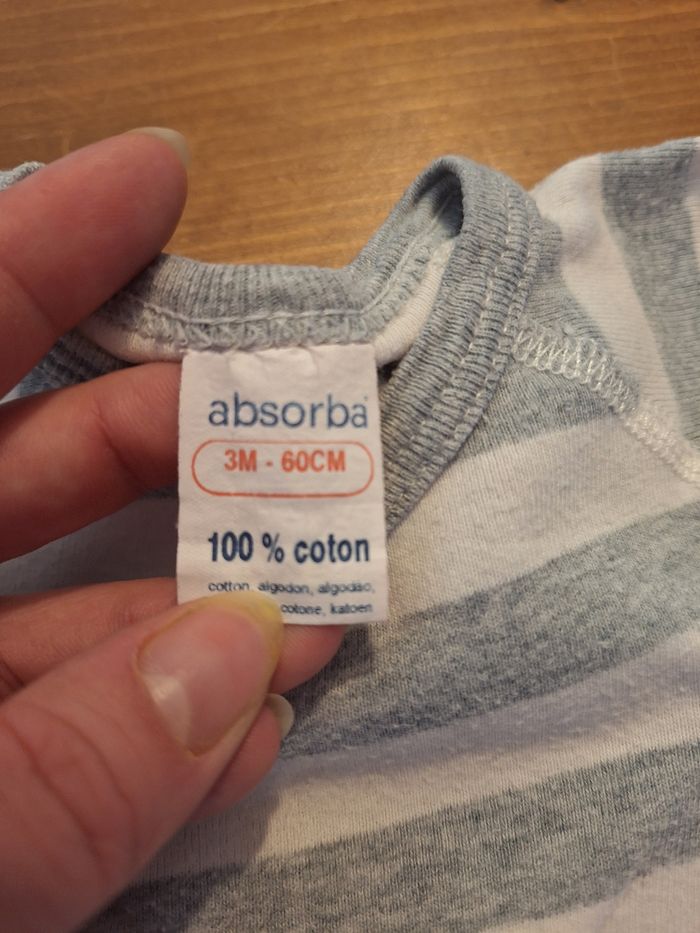 absorba
3M - 60CM
100 % coton
cotton, algodon, algodão,
cotone, katoen